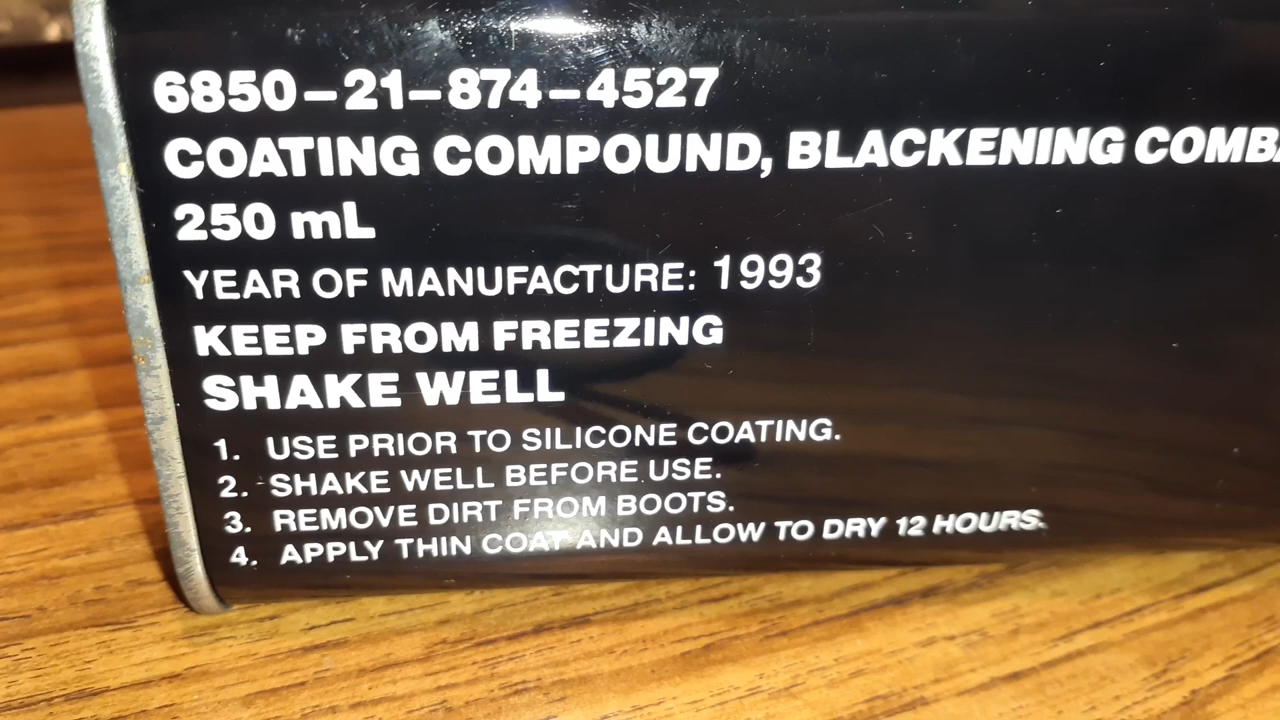 6850-21-874-4527
COATING COMPOUND, BLACKENING
250 mL
YEAR OF MANUFACTURE: 1993
KEEP FROM FREEZING
SHAKE WELL
1. USE PRIOR TO SILICONE COATING.
2. SHAKE WELL BEFORE USE.
3. REMOVE DIRT FROM BOOTS.
4. APPLY THIN COAT AND ALLOW TO DRY 12 HOURS.